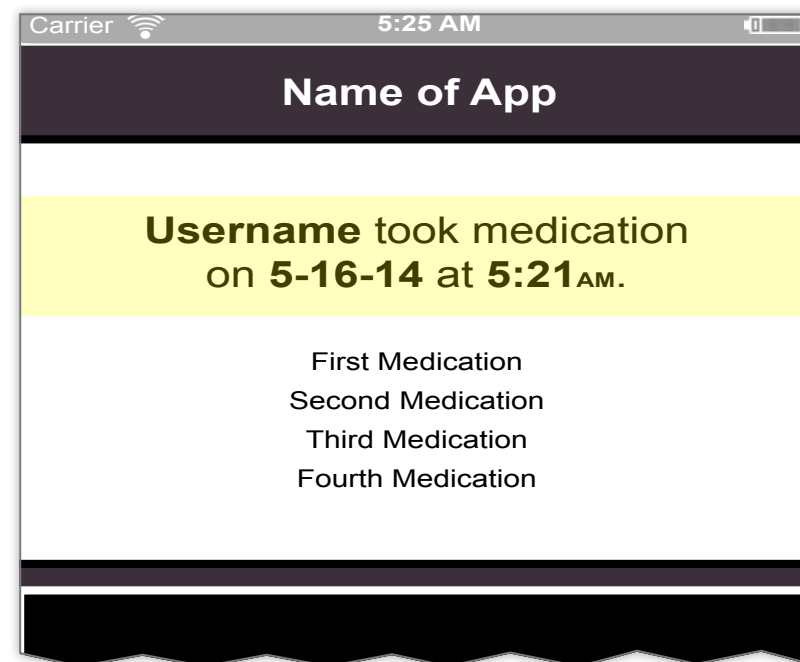 Carrier 5:25 AM
Name of App
Username took medication
on 5-16-14 at 5:21AM.
First Medication
Second Medication
Third Medication
Fourth Medication